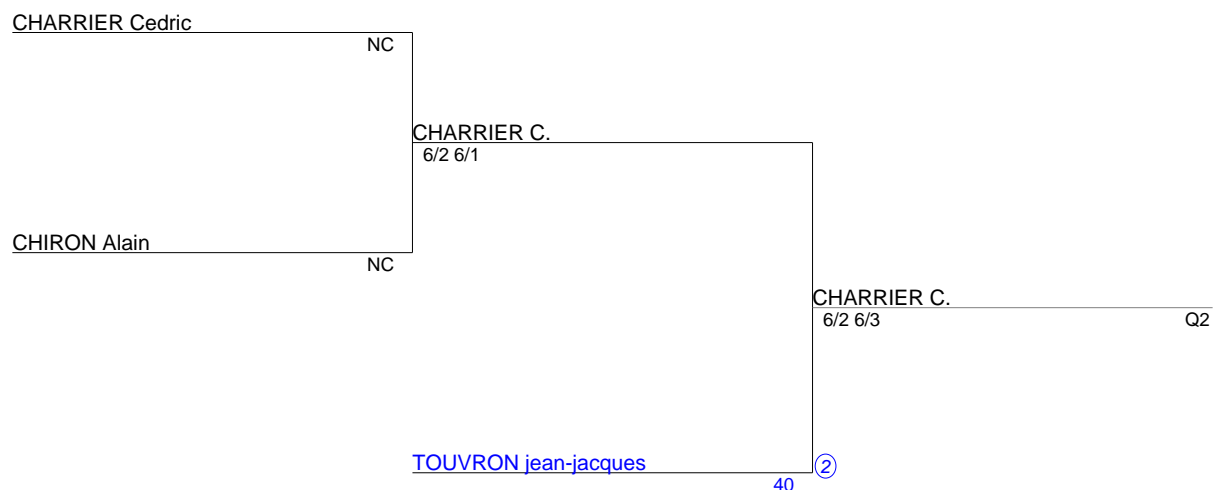 CHARRIER Cedric
NC
CHARRIER C.
6/2 6/1
CHIRON Alain
NC
CHARRIER C.
6/2 6/3
Q2
TOUVRON jean-jacques
2
40